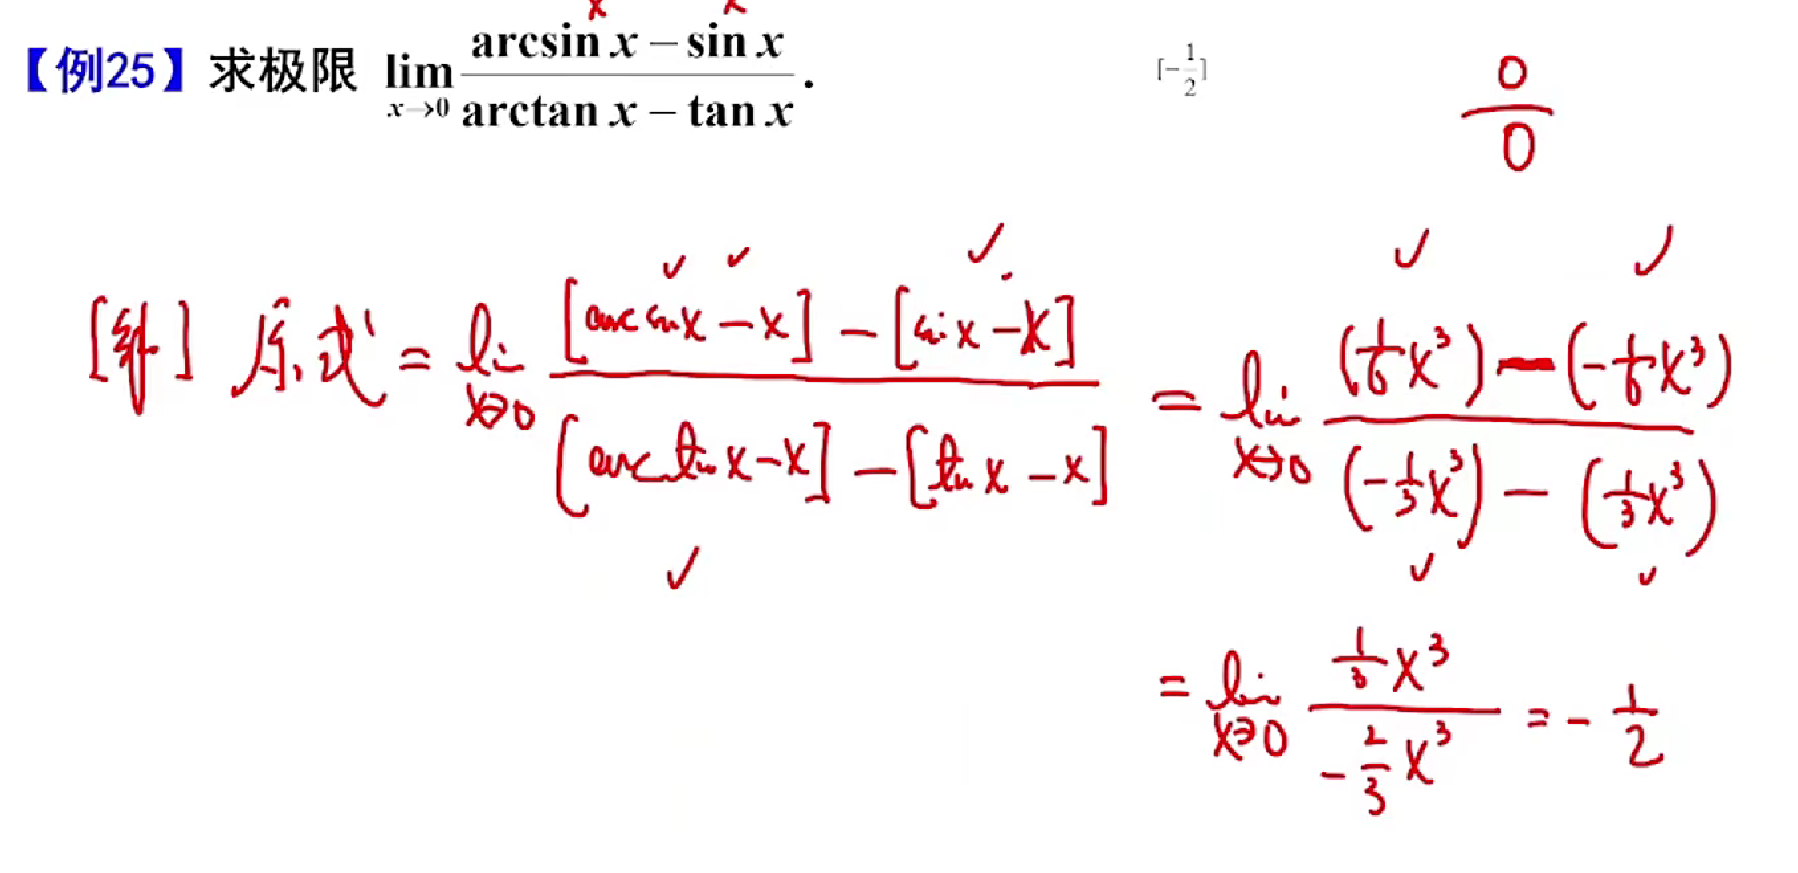 x x
【例25】求极限 lim_{x→0} (arcsin x − sin x)/(arctan x − tan x). [−1/2] 0/0
[解] 原式 = lim_{x→0} ([arcsin x − x] − [sin x − x])/([arctan x − x] − [tan x − x]) = lim_{x→0} ((1/6 x³) − (−1/6 x³))/((−1/3 x³) − (1/3 x³))
= lim_{x→0} (1/3 x³)/(−2/3 x³) = −1/2